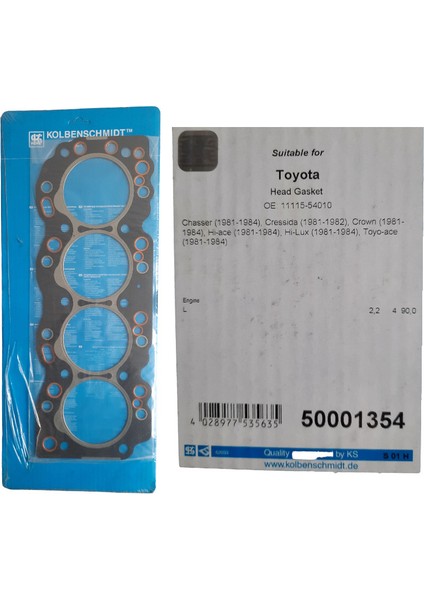 KOLBENSCHMIDT™
Suitable for
Toyota
Head Gasket
OE 11115-54010
Chasser (1981-1984), Cressida (1981-1982), Crown (1981-
1984), Hi-ace (1981-1984), Hi-Lux (1981-1984), Toyo-ace
(1981-1984)
Engine
L 2,2 4 90,0
4 028977 535635
50001354
Quality by KS
S 01 H
www.kolbenschmidt.de